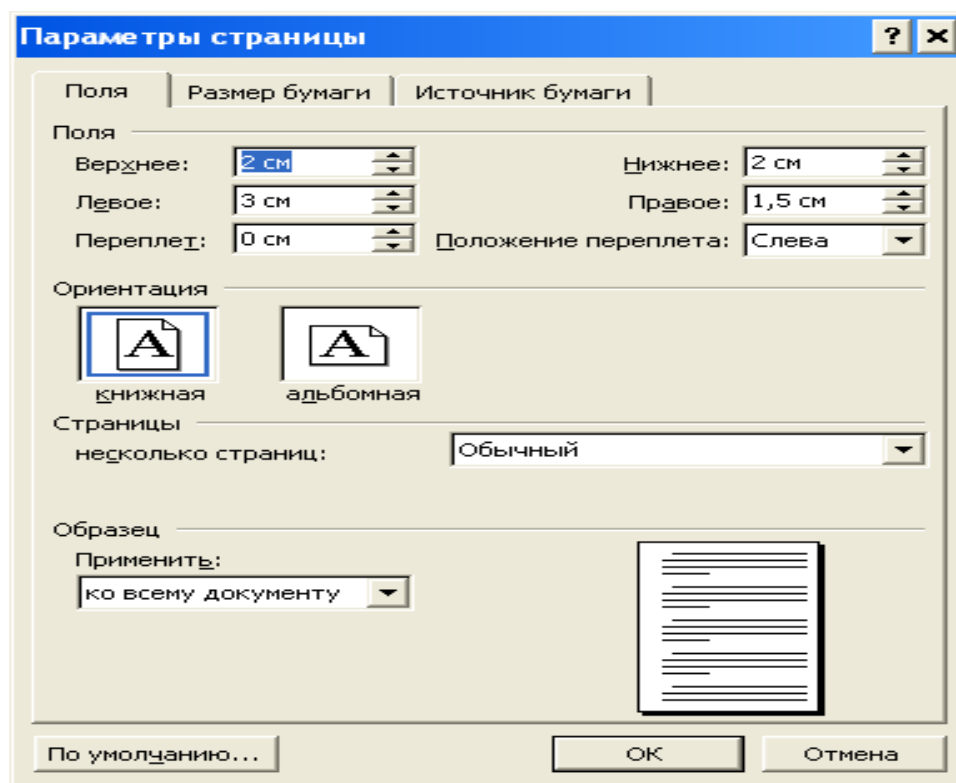 Параметры страницы
Поля Размер бумаги Источник бумаги
Поля
Верхнее: 2 см Нижнее: 2 см
Левое: 3 см Правое: 1,5 см
Переплет: 0 см Положение переплета: Слева
Ориентация
A A
книжная альбомная
Страницы
несколько страниц: Обычный
Образец
Применить:
ко всему документу
По умолчанию... ОК Отмена